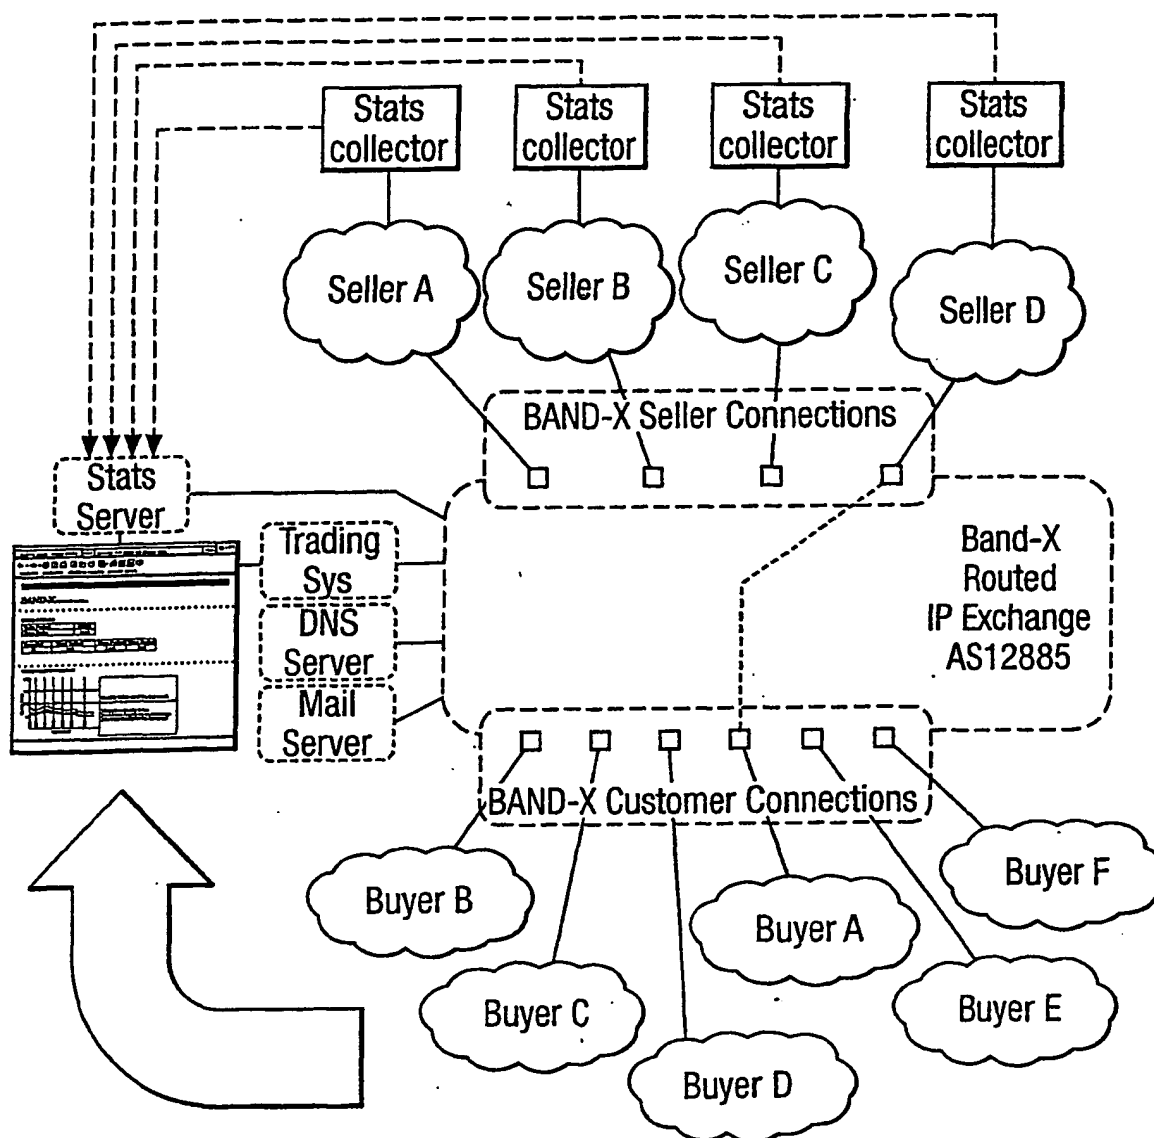 Stats
collector
Stats
collector
Stats
collector
Stats
collector
Seller A
Seller B
Seller C
Seller D
BAND-X Seller Connections
Stats
Server
Trading
Sys
DNS
Server
Mail
Server
BAND-X
Band-X
Routed
IP Exchange
AS12885
BAND-X Customer Connections
Buyer B
Buyer C
Buyer D
Buyer A
Buyer E
Buyer F